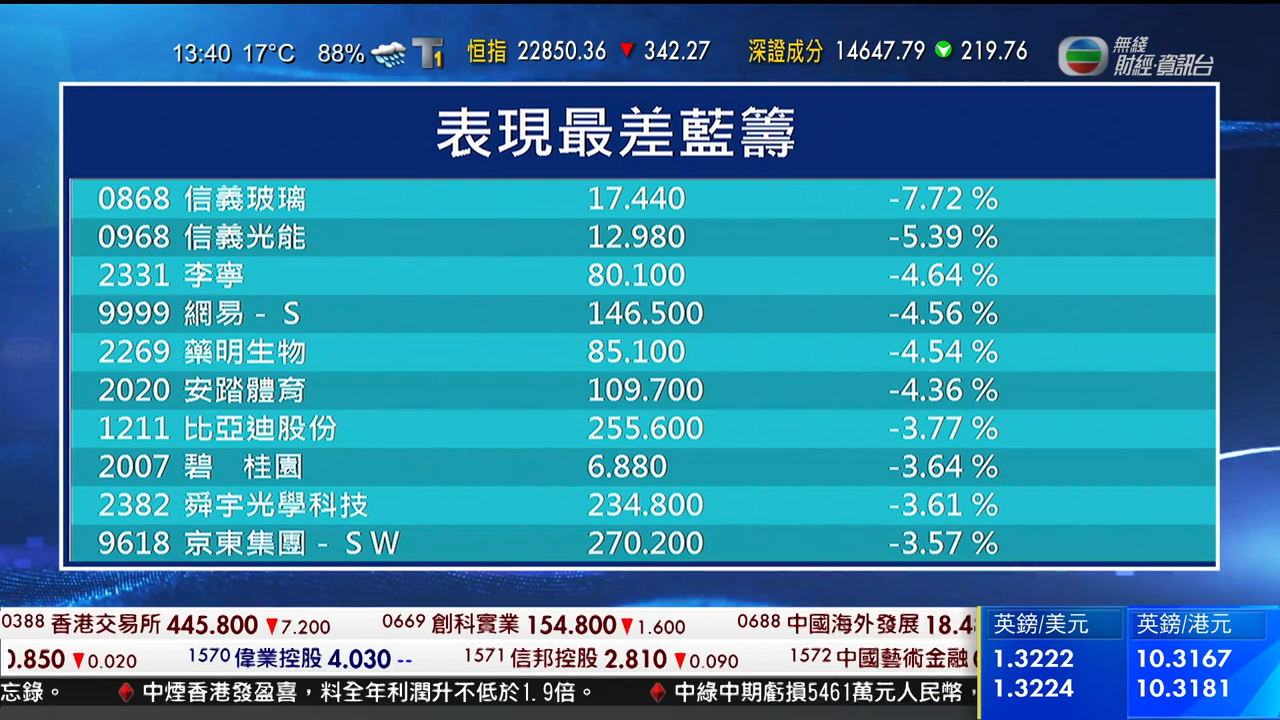 13:40 17°C 88% T1 恒指 22850.36 ▼ 342.27 深證成分 14647.79 219.76 無綫
財經·資訊台
表現最差藍籌
0868 信義玻璃 17.440 -7.72 %
0968 信義光能 12.980 -5.39 %
2331 李寧 80.100 -4.64 %
9999 網易 - S 146.500 -4.56 %
2269 藥明生物 85.100 -4.54 %
2020 安踏體育 109.700 -4.36 %
1211 比亞迪股份 255.600 -3.77 %
2007 碧　桂園 6.880 -3.64 %
2382 舜宇光學科技 234.800 -3.61 %
9618 京東集團 - S W 270.200 -3.57 %
0388 香港交易所 445.800 ▼7.200 0669 創科實業 154.800 ▼1.600 0688 中國海外發展 18.4
0.850 ▼0.020 1570 偉業控股 4.030 -- 1571 信邦控股 2.810 ▼0.090 1572 中國藝術金融
忘錄。 ♦ 中煙香港發盈喜，料全年利潤升不低於1.9倍。 ♦ 中綠中期虧損5461萬元人民幣，
英鎊/美元 英鎊/港元
1.3222 10.3167
1.3224 10.3181